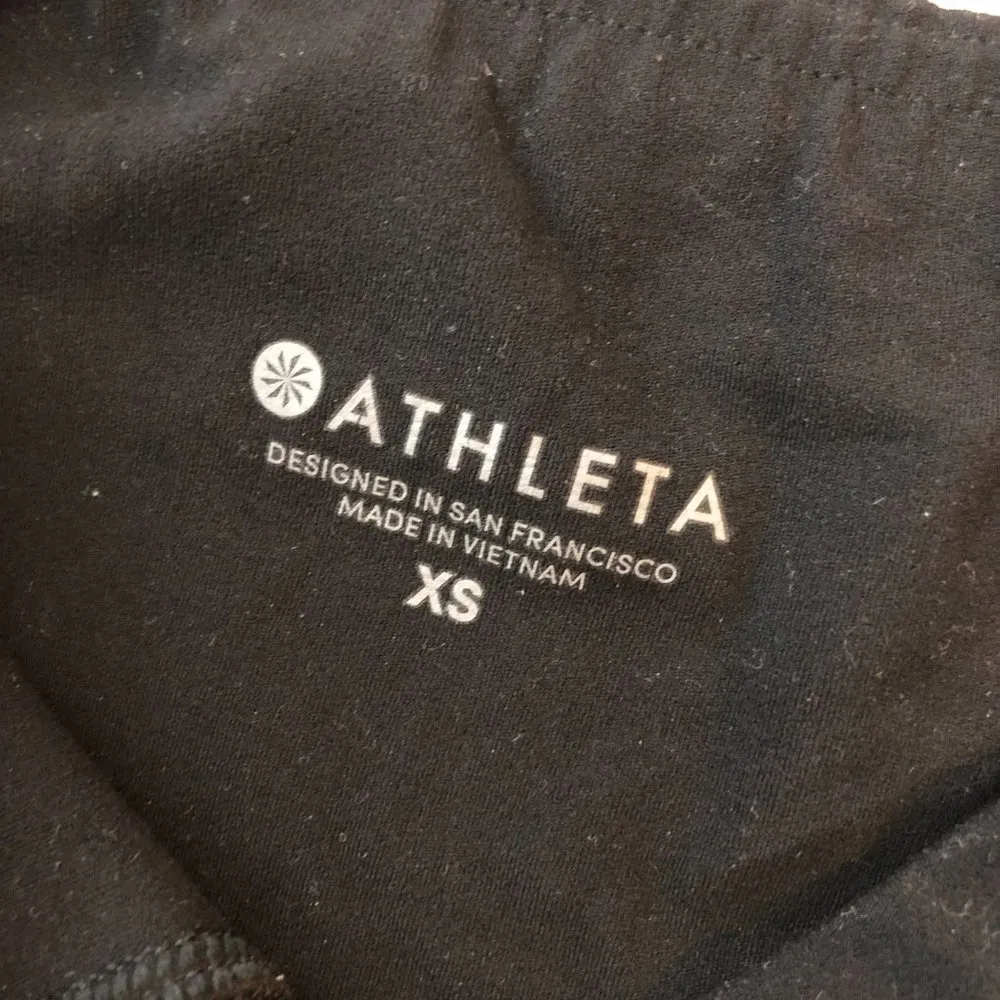 ATHLETA
DESIGNED IN SAN FRANCISCO
MADE IN VIETNAM
XS